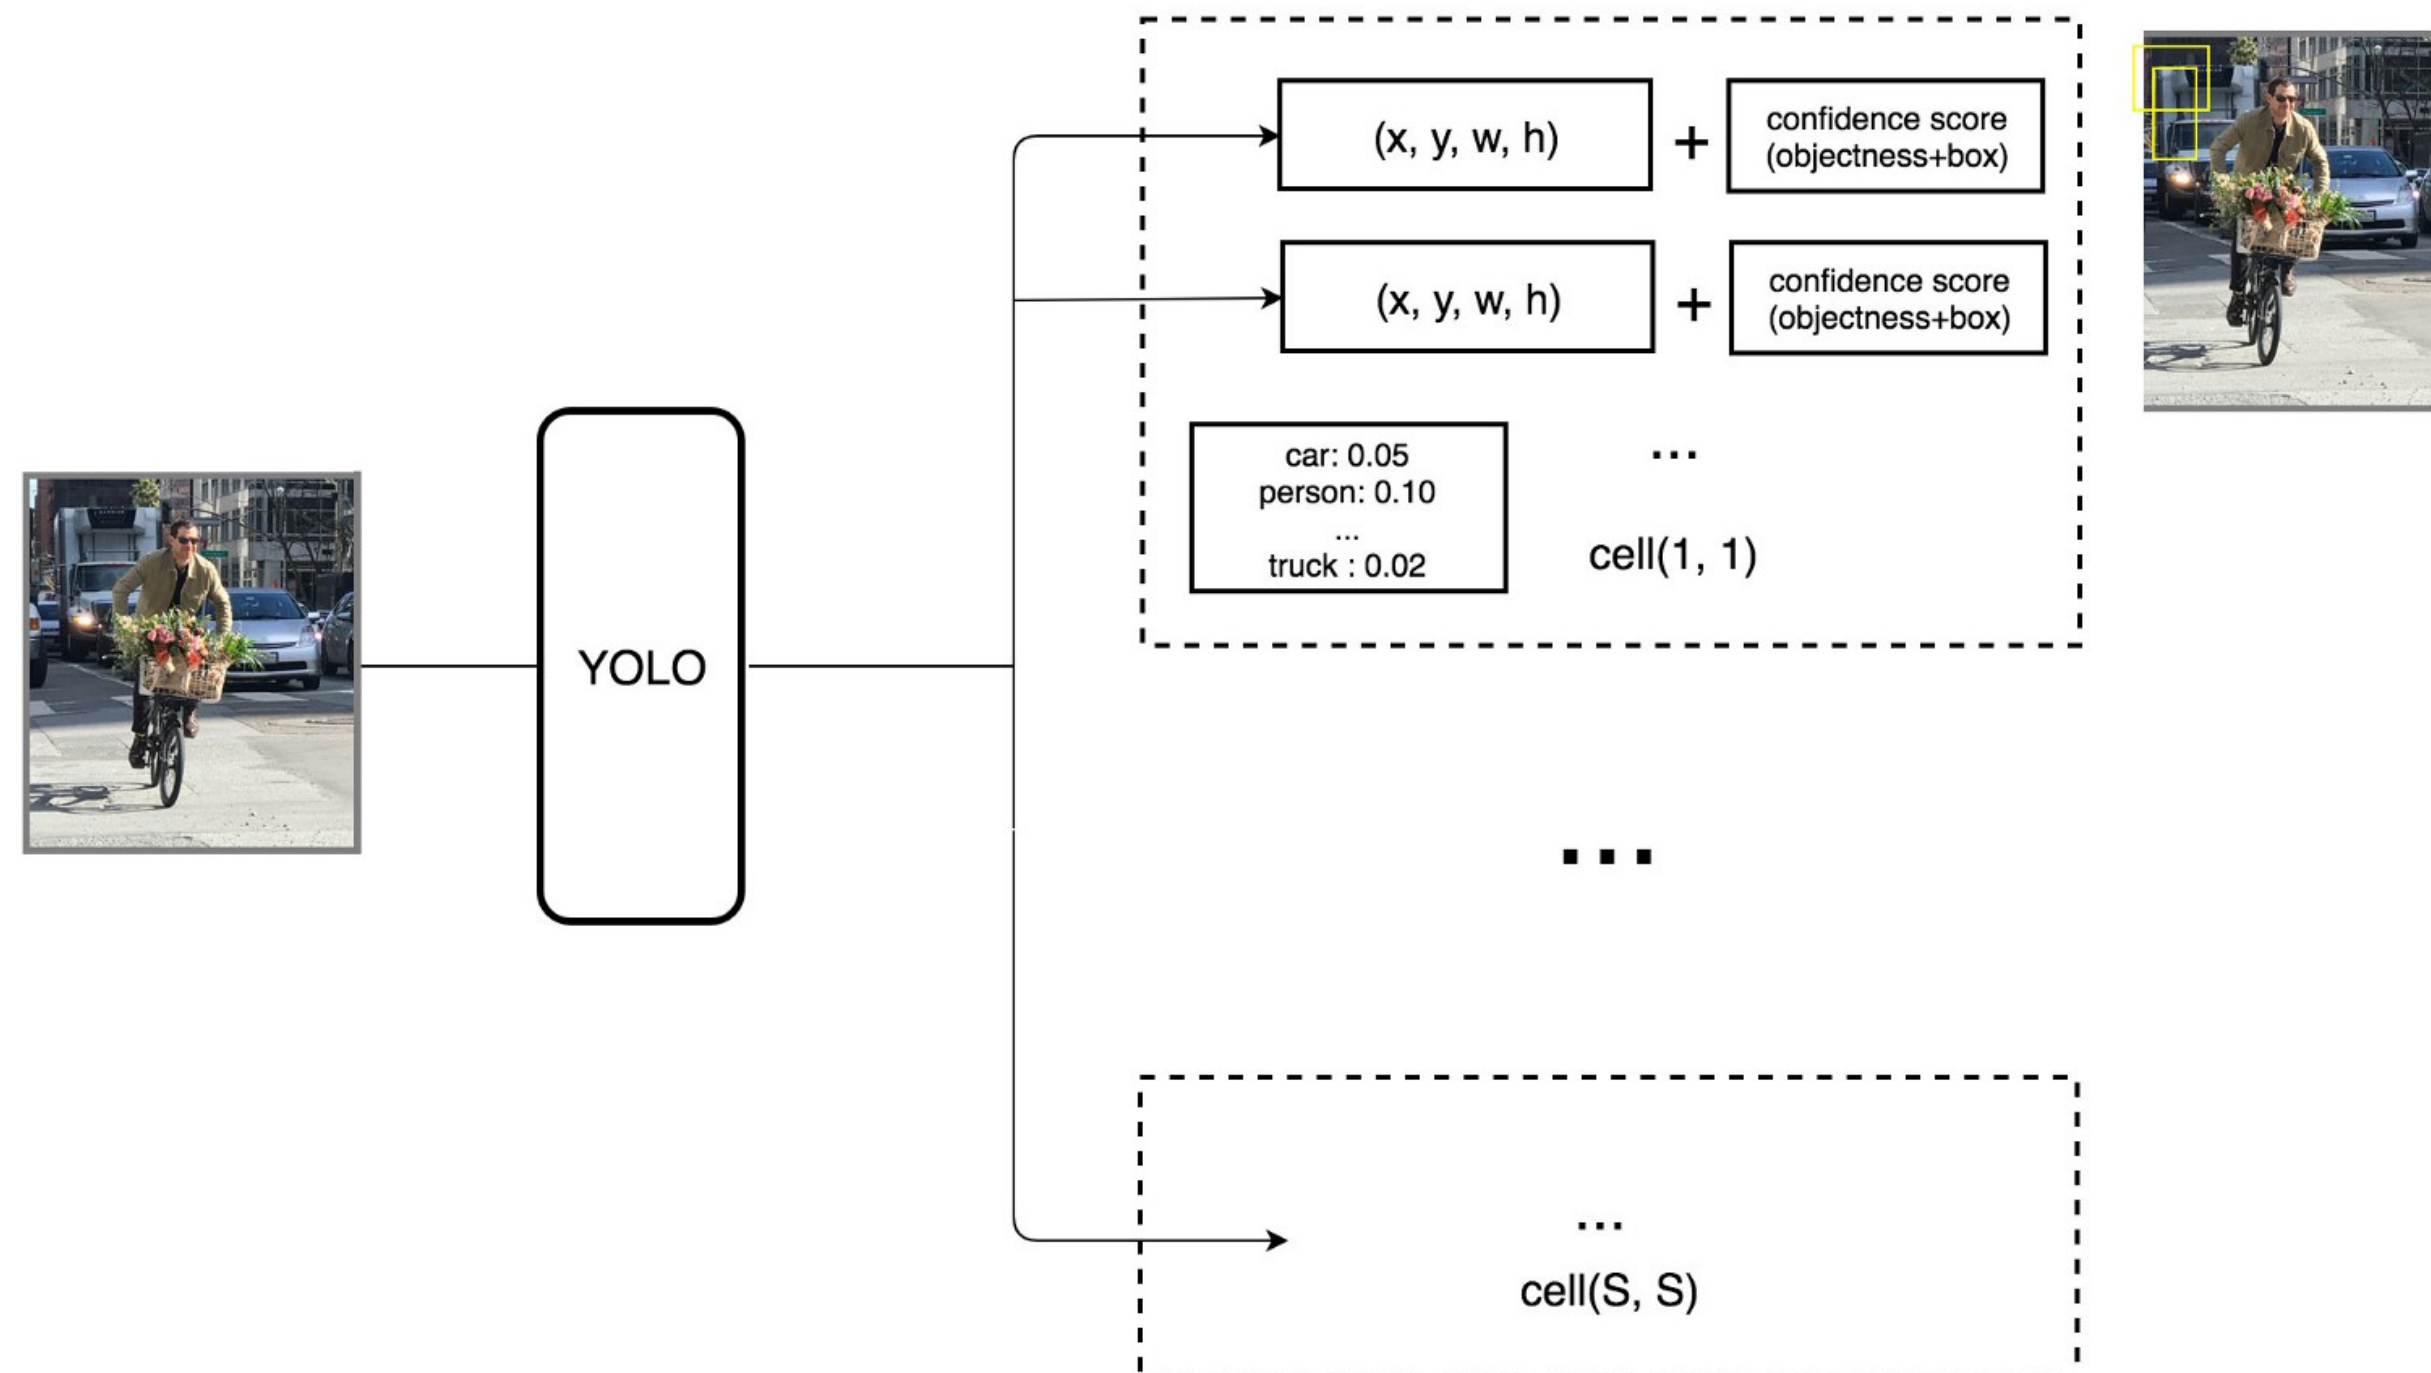 (x, y, w, h)
+
confidence score
(objectness+box)
(x, y, w, h)
+
confidence score
(objectness+box)
car: 0.05
person: 0.10
...
truck : 0.02
...
cell(1, 1)
YOLO
...
...
cell(S, S)